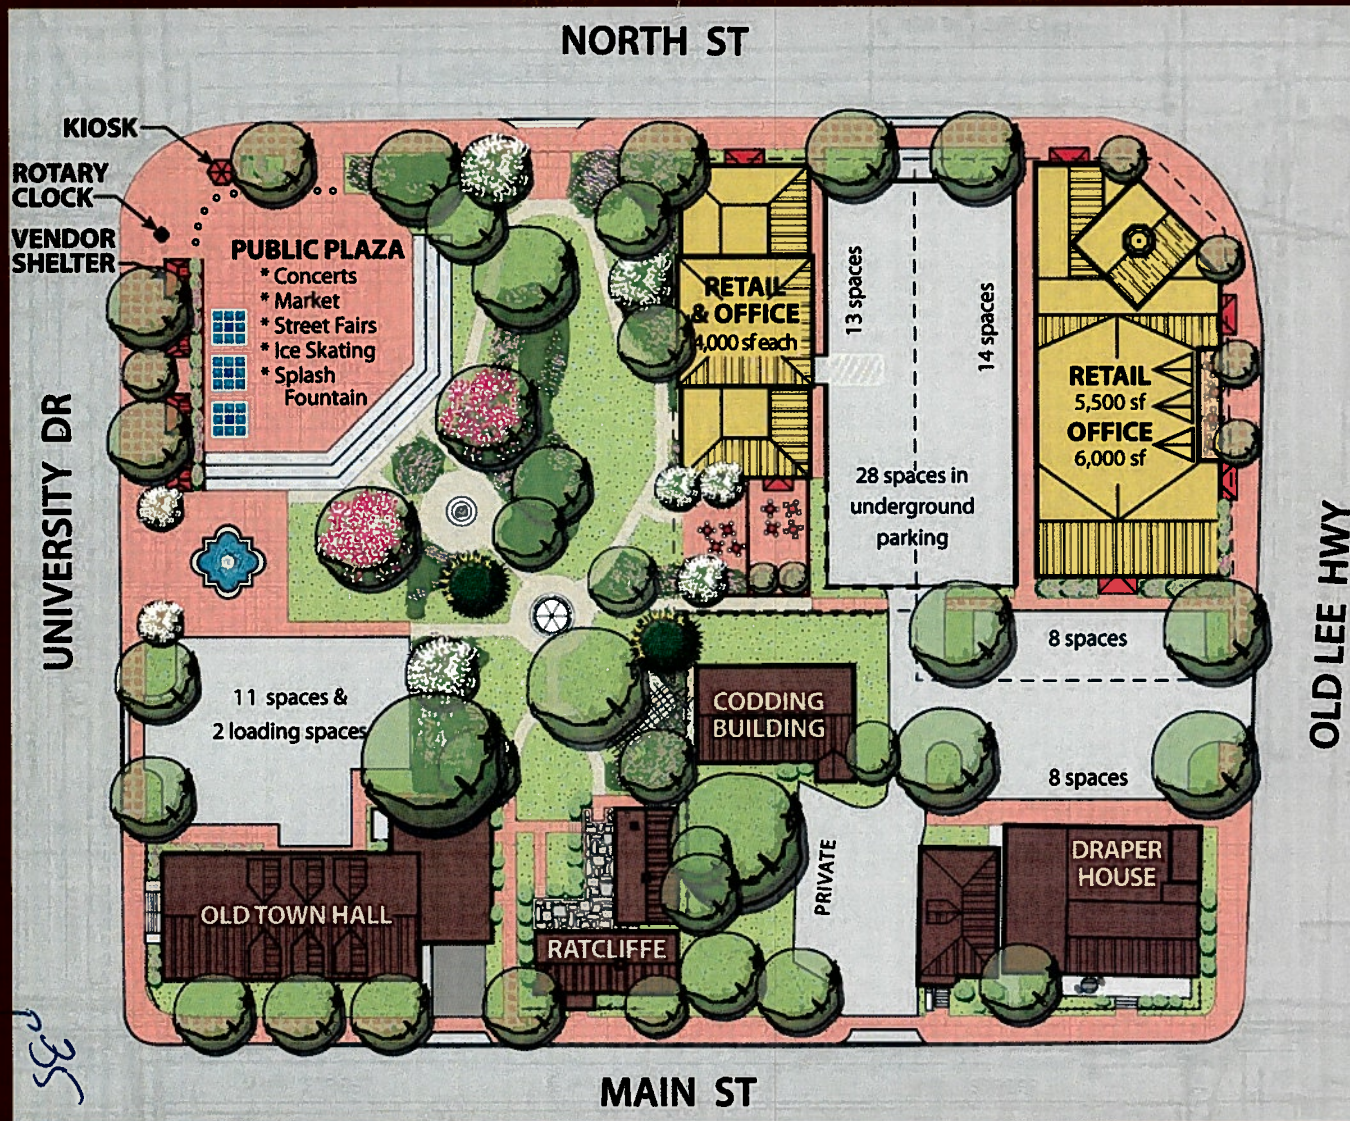 NORTH ST
KIOSK
ROTARY
CLOCK
VENDOR
SHELTER
PUBLIC PLAZA
* Concerts
* Market
* Street Fairs
* Ice Skating
* Splash
Fountain
RETAIL
& OFFICE
4,000 sf each
13 spaces
14 spaces
28 spaces in
underground
parking
RETAIL
5,500 sf
OFFICE
6,000 sf
UNIVERSITY DR
OLD LEE HWY
11 spaces &
2 loading spaces
CODDING
BUILDING
8 spaces
8 spaces
PRIVATE
DRAPER
HOUSE
OLD TOWN HALL
RATCLIFFE
MAIN ST
p35